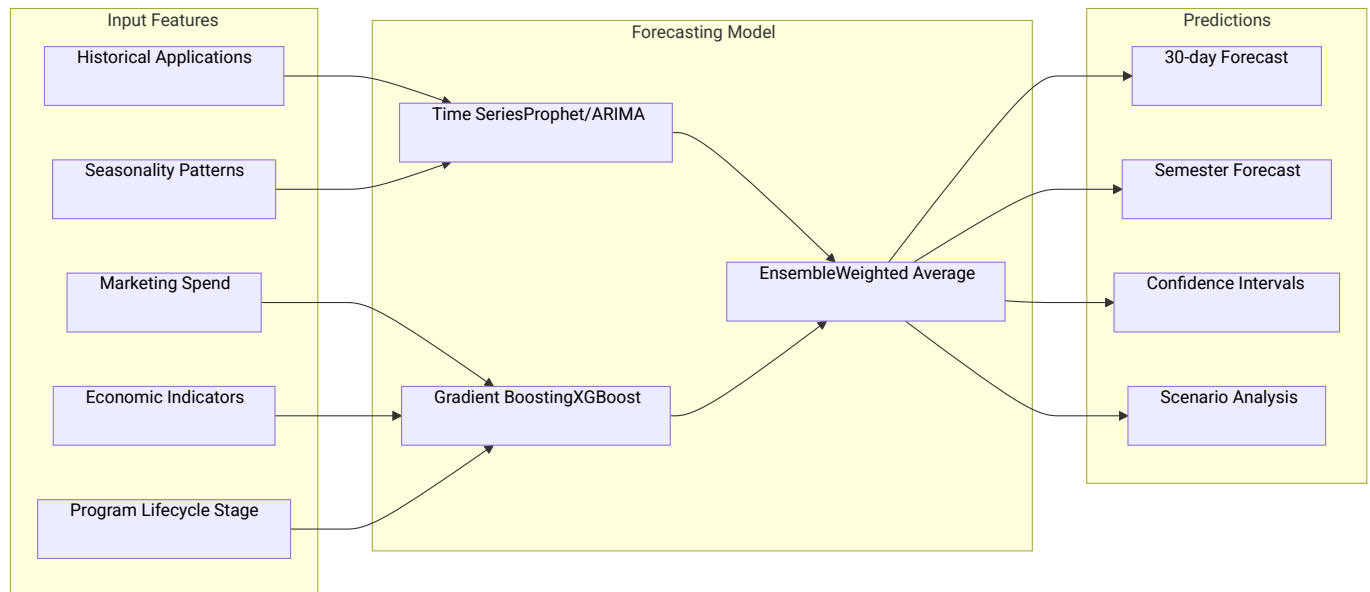 Input Features
Historical Applications
Seasonality Patterns
Marketing Spend
Economic Indicators
Program Lifecycle Stage
Forecasting Model
Time SeriesProphet/ARIMA
Gradient BoostingXGBoost
EnsembleWeighted Average
Predictions
30-day Forecast
Semester Forecast
Confidence Intervals
Scenario Analysis